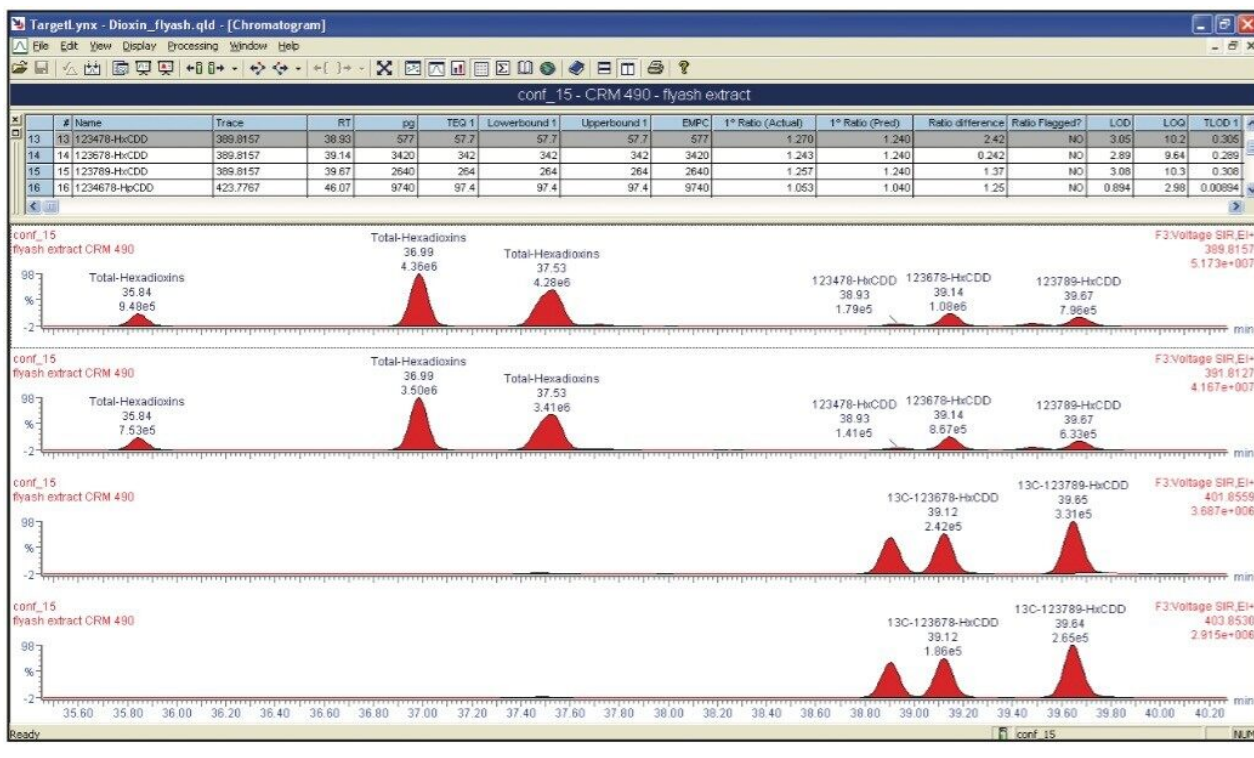 TargetLynx - Dioxin_flyash.qld - [Chromatogram]
File Edit View Display Processing Window Help
conf_15 - CRM 490 - flyash extract
# Name Trace RT pg TEQ 1 Lowerbound 1 Upperbound 1 EMPC 1° Ratio (Actual) 1° Ratio (Pred) Ratio difference Ratio Flagged? LOD LOQ TLOD 1
13 13 123478-HxCDD 389.8157 38.93 577 57.7 57.7 57.7 577 1.270 1.240 2.42 NO 3.05 10.2 0.305
14 14 123678-HxCDD 389.8157 39.14 3420 342 342 342 3420 1.243 1.240 0.242 NO 2.89 9.64 0.289
15 15 123789-HxCDD 389.8157 39.67 2640 264 264 264 2640 1.257 1.240 1.37 NO 3.08 10.3 0.308
16 16 1234678-HpCDD 423.7767 46.07 9740 97.4 97.4 97.4 9740 1.053 1.040 1.25 NO 0.894 2.98 0.00894
conf_15
flyash extract CRM 490
F3:Voltage SIR,EI+
389.8157
5.173e+007
Total-Hexadioxins
35.84
9.48e5
Total-Hexadioxins
36.99
4.36e6
Total-Hexadioxins
37.53
4.28e6
123478-HxCDD
38.93
1.79e5
123678-HxCDD
39.14
1.08e6
123789-HxCDD
39.67
7.96e5
98
%
-2
min
conf_15
flyash extract CRM 490
F3:Voltage SIR,EI+
391.8127
4.167e+007
Total-Hexadioxins
35.84
7.53e5
Total-Hexadioxins
36.99
3.50e6
Total-Hexadioxins
37.53
3.41e6
123478-HxCDD
38.93
1.41e5
123678-HxCDD
39.14
8.67e5
123789-HxCDD
39.67
6.33e5
98
%
-2
min
conf_15
flyash extract CRM 490
F3:Voltage SIR,EI+
401.8559
3.687e+006
13C-123678-HxCDD
39.12
2.42e5
13C-123789-HxCDD
39.65
3.31e5
98
%
-2
min
conf_15
flyash extract CRM 490
F3:Voltage SIR,EI+
403.8530
2.915e+006
13C-123678-HxCDD
39.12
1.86e5
13C-123789-HxCDD
39.64
2.65e5
98
%
-2
min
35.60 35.80 36.00 36.20 36.40 36.60 36.80 37.00 37.20 37.40 37.60 37.80 38.00 38.20 38.40 38.60 38.80 39.00 39.20 39.40 39.60 39.80 40.00 40.20
Ready conf_15 NUM